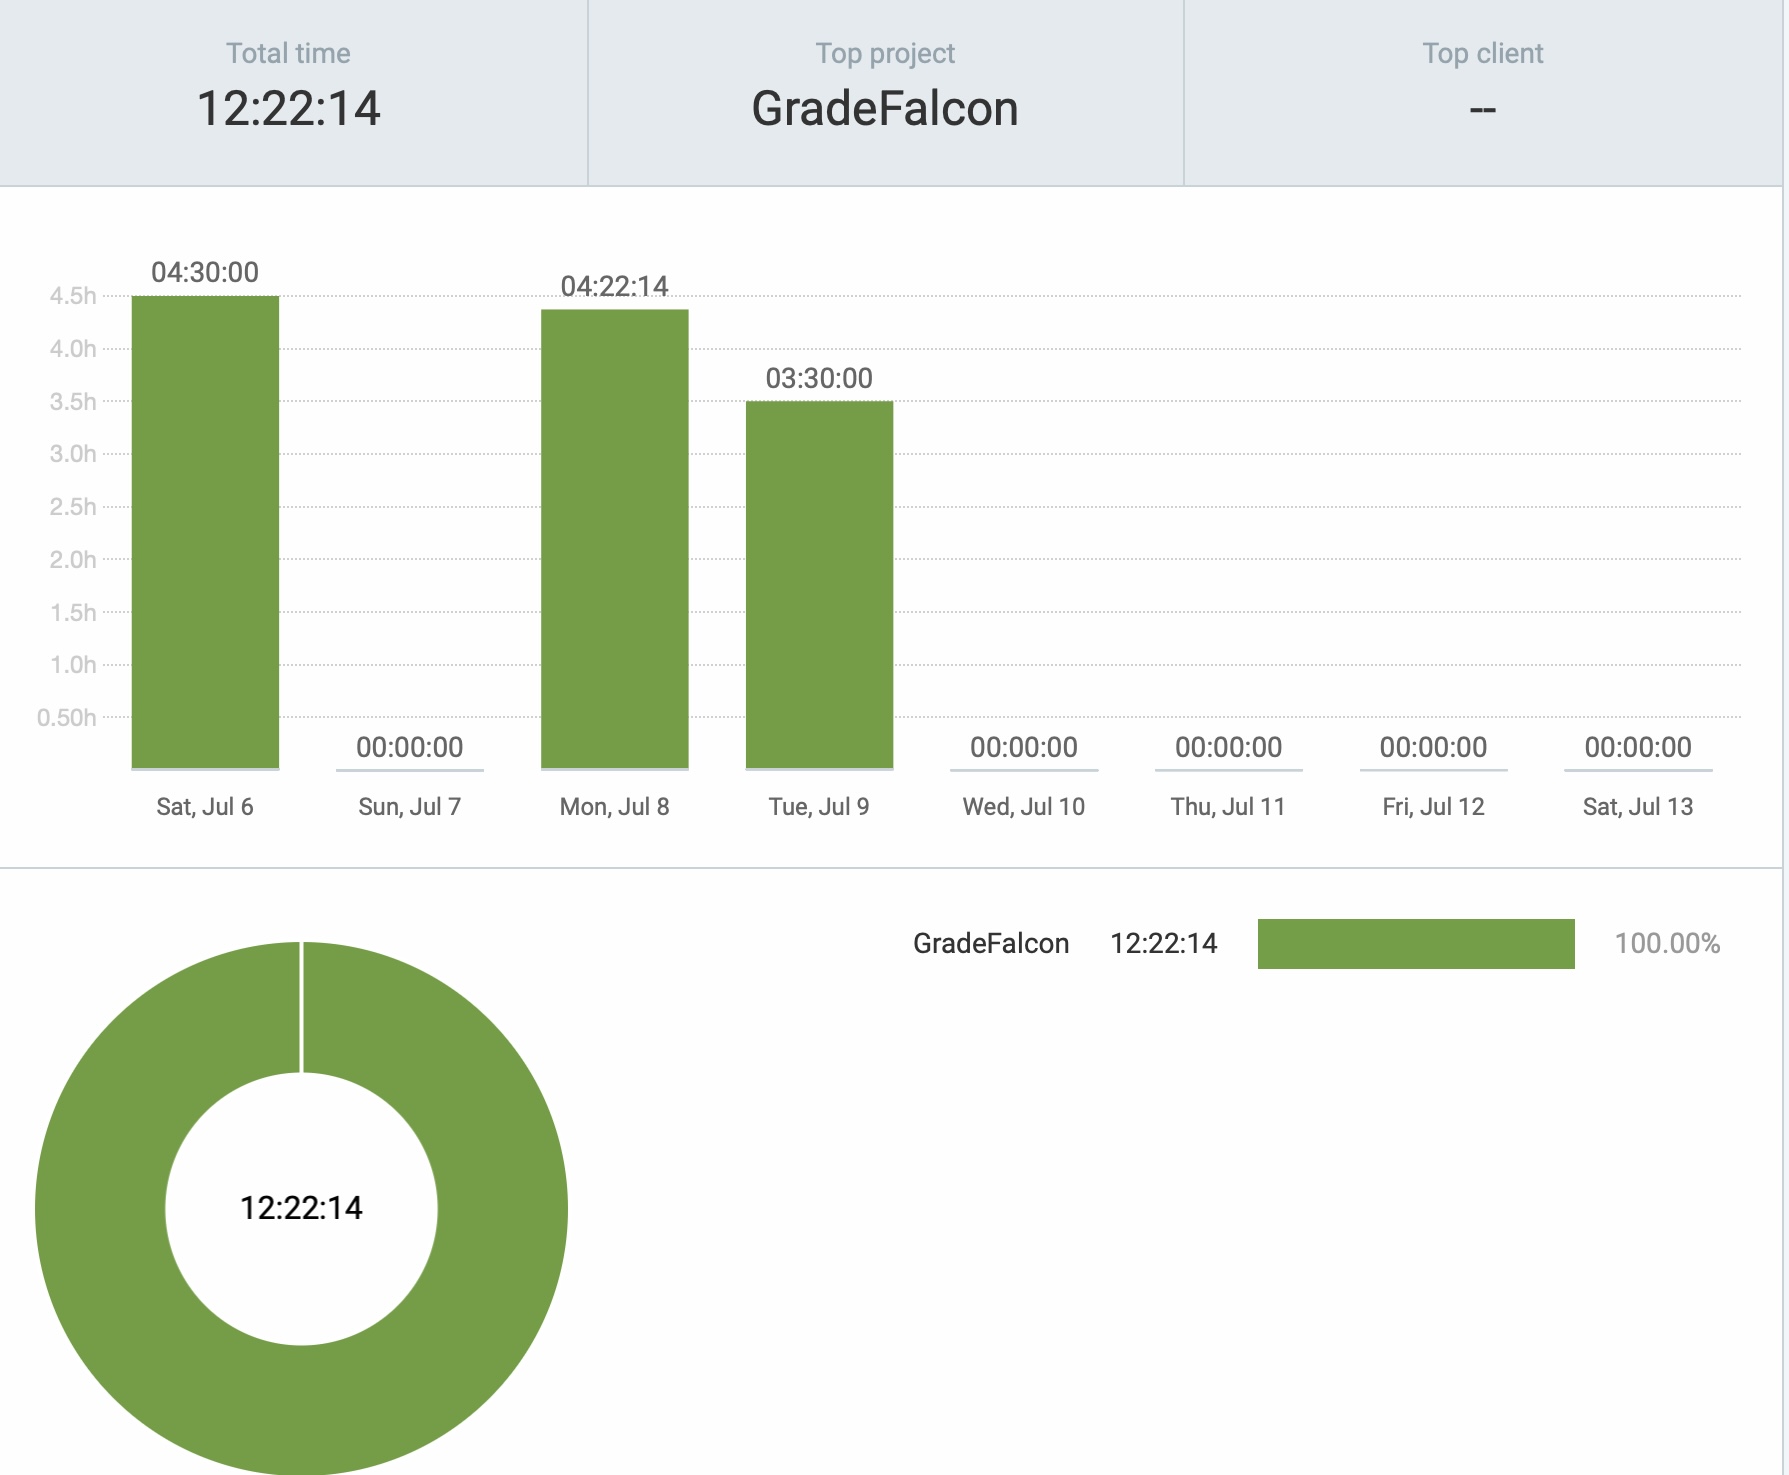 Total time
12:22:14
Top project
GradeFalcon
Top client
--
04:30:00
04:22:14
03:30:00
00:00:00
00:00:00
00:00:00
00:00:00
00:00:00
4.5h
4.0h
3.5h
3.0h
2.5h
2.0h
1.5h
1.0h
0.50h
Sat, Jul 6
Sun, Jul 7
Mon, Jul 8
Tue, Jul 9
Wed, Jul 10
Thu, Jul 11
Fri, Jul 12
Sat, Jul 13
GradeFalcon 12:22:14 100.00%
12:22:14